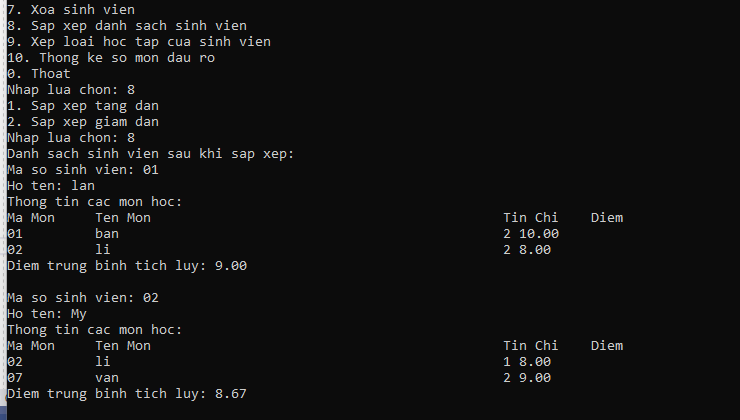 7. Xoa sinh vien
8. Sap xep danh sach sinh vien
9. Xep loai hoc tap cua sinh vien
10. Thong ke so mon dau ro
0. Thoat
Nhap lua chon: 8
1. Sap xep tang dan
2. Sap xep giam dan
Nhap lua chon: 8
Danh sach sinh vien sau khi sap xep:
Ma so sinh vien: 01
Ho ten: lan
Thong tin cac mon hoc:
Ma Mon Ten Mon Tin Chi Diem
01 ban 2 10.00
02 li 2 8.00
Diem trung binh tich luy: 9.00
Ma so sinh vien: 02
Ho ten: My
Thong tin cac mon hoc:
Ma Mon Ten Mon Tin Chi Diem
02 li 1 8.00
07 van 2 9.00
Diem trung binh tich luy: 8.67